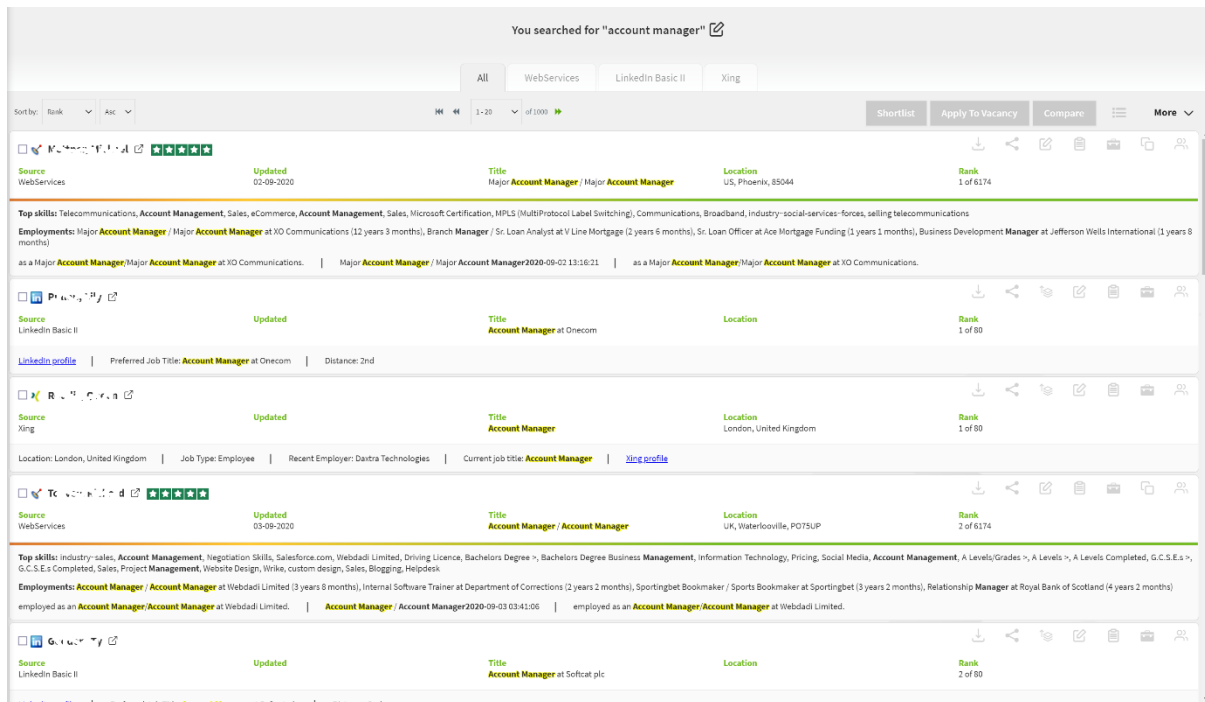 You searched for "account manager"
All WebServices LinkedIn Basic II Xing
Sort by: Rank Asc 1 - 20 of 1000 Shortlist Apply To Vacancy Compare More
Source Updated Title Location Rank
WebServices 02-09-2020 Major Account Manager / Major Account Manager US, Phoenix, 85044 1 of 6174
Top skills: Telecommunications, Account Management, Sales, eCommerce, Account Management, Sales, Microsoft Certification, MPLS (MultiProtocol Label Switching), Communications, Broadband, industry-social-services-forces, selling telecommunications
Employments: Major Account Manager / Major Account Manager at XO Communications (12 years 3 months), Branch Manager / Sr. Loan Analyst at V Line Mortgage (2 years 6 months), Sr. Loan Officer at Ace Mortgage Funding (1 years 1 months), Business Development Manager at Jefferson Wells International (1 years 8
months)
as a Major Account Manager/Major Account Manager at XO Communications. | Major Account Manager / Major Account Manager2020-09-02 13:16:21 | as a Major Account Manager/Major Account Manager at XO Communications.
Source Updated Title Location Rank
LinkedIn Basic II Account Manager at Onecom 1 of 80
LinkedIn profile | Preferred Job Title: Account Manager at Onecom | Distance: 2nd
Source Updated Title Location Rank
Xing Account Manager London, United Kingdom 1 of 80
Location: London, United Kingdom | Job Type: Employee | Recent Employer: Daxtra Technologies | Current job title: Account Manager | Xing profile
Source Updated Title Location Rank
WebServices 03-09-2020 Account Manager / Account Manager UK, Waterlooville, PO75UP 2 of 6174
Top skills: industry-sales, Account Management, Negotiation Skills, Salesforce.com, Webdadi Limited, Driving Licence, Bachelors Degree >, Bachelors Degree Business Management, Information Technology, Pricing, Social Media, Account Management, A Levels/Grades >, A Levels >, A Levels Completed, G.C.S.E.s >,
G.C.S.E.s Completed, Sales, Project Management, Website Design, Wrike, custom design, Sales, Blogging, Helpdesk
Employments: Account Manager / Account Manager at Webdadi Limited (3 years 8 months), Internal Software Trainer at Department of Corrections (2 years 2 months), Sportingbet Bookmaker / Sports Bookmaker at Sportingbet (3 years 2 months), Relationship Manager at Royal Bank of Scotland (4 years 2 months)
employed as an Account Manager/Account Manager at Webdadi Limited. | Account Manager / Account Manager2020-09-03 03:41:06 | employed as an Account Manager/Account Manager at Webdadi Limited.
Source Updated Title Location Rank
LinkedIn Basic II Account Manager at Softcat plc 2 of 80